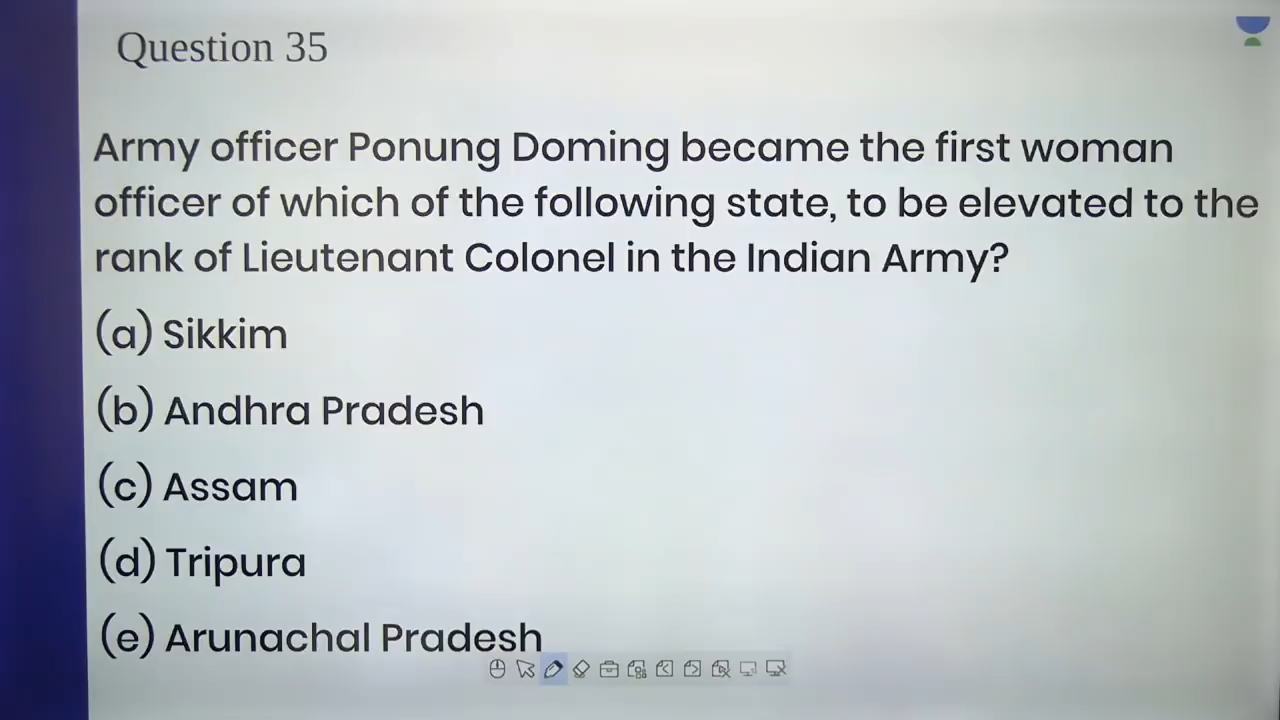 Question 35
Army officer Ponung Doming became the first woman
officer of which of the following state, to be elevated to the
rank of Lieutenant Colonel in the Indian Army?
(a) Sikkim
(b) Andhra Pradesh
(c) Assam
(d) Tripura
(e) Arunachal Pradesh